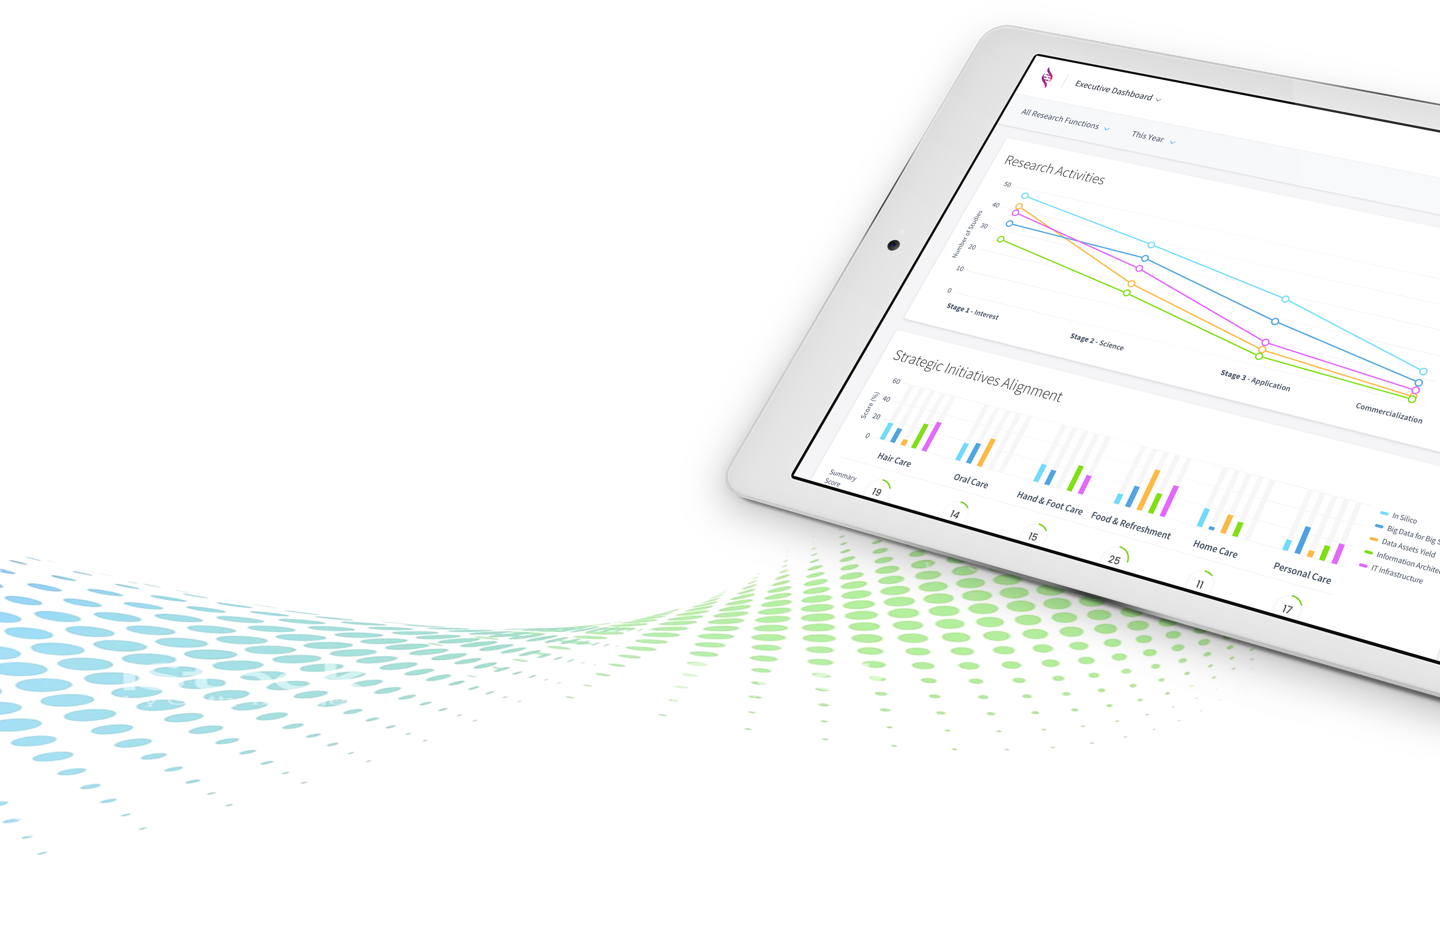 Executive Dashboard
All Research Functions
This Year
Research Activities
50
40
30
20
10
0
Number of Studies
Stage 1 - Interest
Stage 2 - Science
Stage 3 - Application
Commercialization
Strategic Initiatives Alignment
60
40
20
0
Score (%)
Hair Care
Oral Care
Hand & Foot Care
Food & Refreshment
Home Care
Personal Care
In Silico
Big Data for Big S
Data Assets Yield
Information Archite
IT Infrastructure
Summary
Score
19
14
15
25
11
17